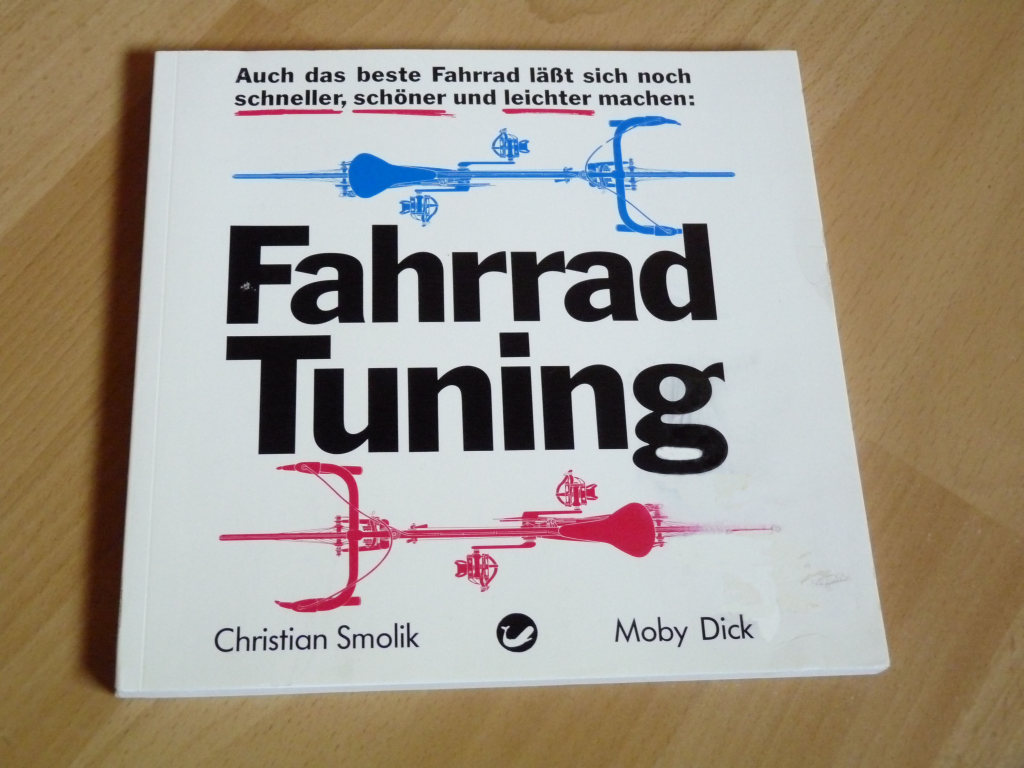 Auch das beste Fahrrad läßt sich noch
schneller, schöner und leichter machen:
Fahrrad
Tuning
Christian Smolik
Moby Dick